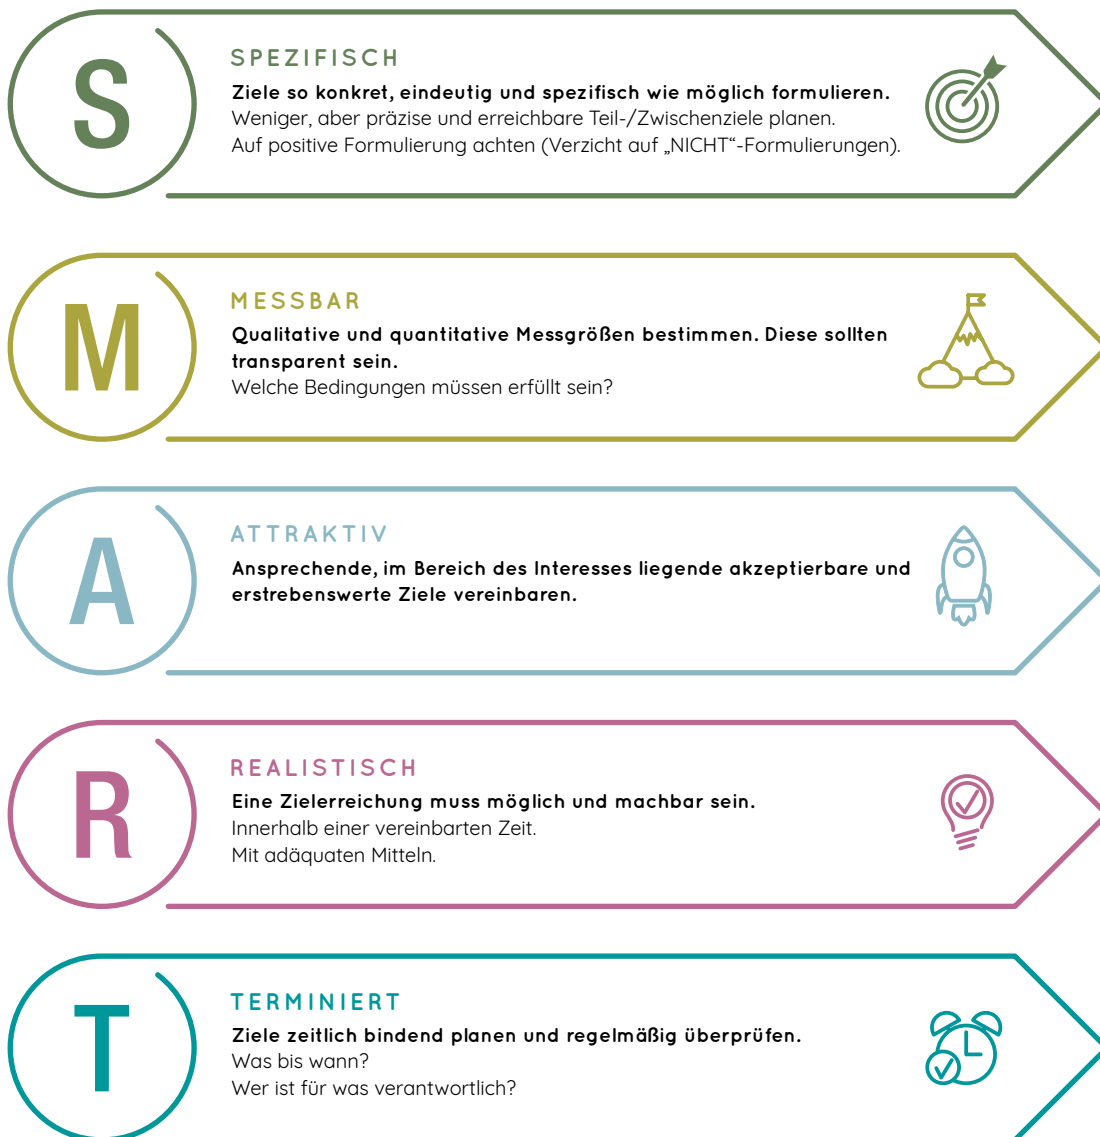 S
SPEZIFISCH
Ziele so konkret, eindeutig und spezifisch wie möglich formulieren.
Weniger, aber präzise und erreichbare Teil-/Zwischenziele planen.
Auf positive Formulierung achten (Verzicht auf „NICHT“-Formulierungen).
M
MESSBAR
Qualitative und quantitative Messgrößen bestimmen. Diese sollten
transparent sein.
Welche Bedingungen müssen erfüllt sein?
A
ATTRAKTIV
Ansprechende, im Bereich des Interesses liegende akzeptierbare und
erstrebenswerte Ziele vereinbaren.
R
REALISTISCH
Eine Zielerreichung muss möglich und machbar sein.
Innerhalb einer vereinbarten Zeit.
Mit adäquaten Mitteln.
T
TERMINIERT
Ziele zeitlich bindend planen und regelmäßig überprüfen.
Was bis wann?
Wer ist für was verantwortlich?